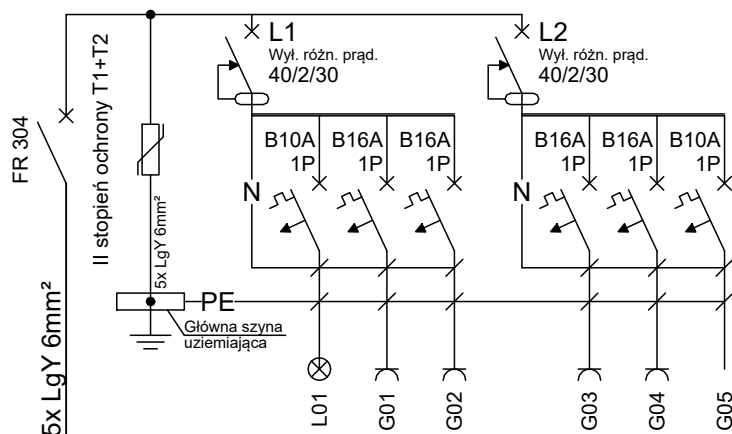 L1
Wył. różn. prąd.
40/2/30
L2
Wył. różn. prąd.
40/2/30
FR 304
II stopień ochrony T1+T2
5x LgY 6mm²
5x LgY 6mm²
B10A
1P
B16A
1P
B16A
1P
B16A
1P
B16A
1P
B10A
1P
N
N
PE
Główna szyna
uziemiająca
L01
G01
G02
G03
G04
G05